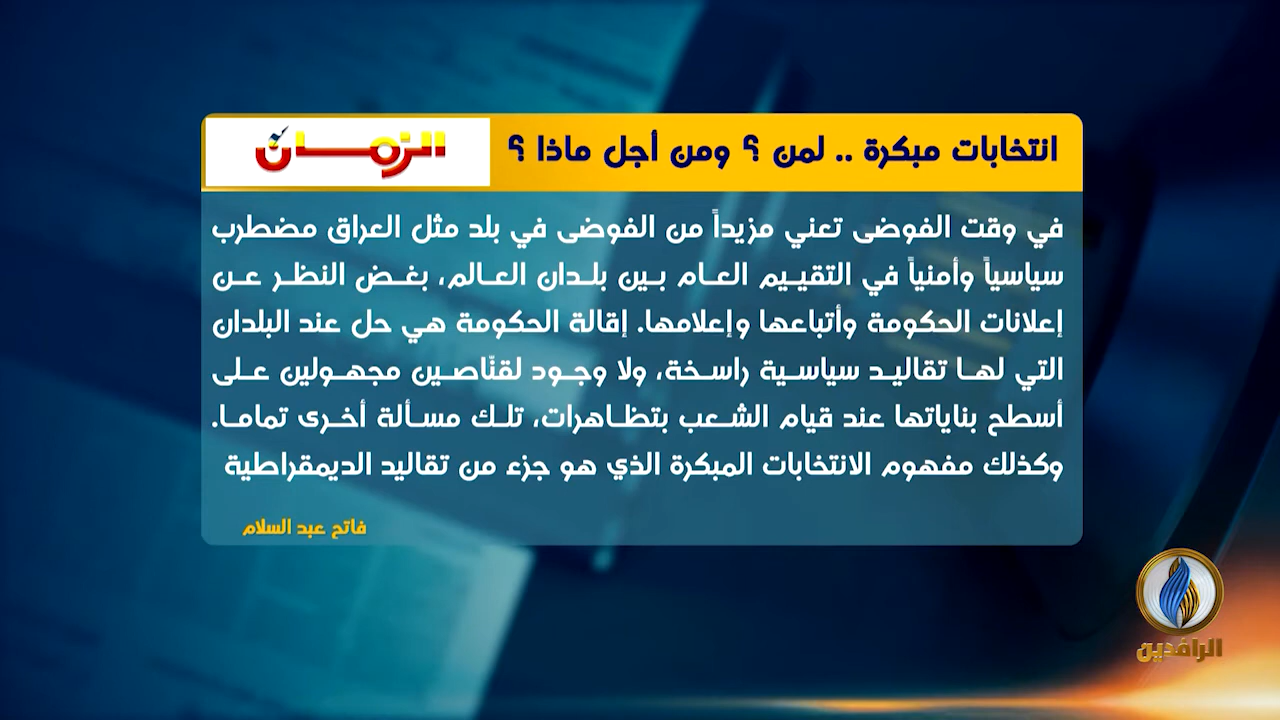 انتخابات مبكرة .. لمن ؟ ومن أجل ماذا ؟
الزمان
في وقت الفوضى تعني مزيداً من الفوضى في بلد مثل العراق مضطرب
سياسياً وأمنياً في التقييم العام بين بلدان العالم، بغض النظر عن
إعلانات الحكومة وأتباعها وإعلامها. إقالة الحكومة هي حل عند البلدان
التي لها تقاليد سياسية راسخة، ولا وجود لقنّاصين مجهولين على
أسطح بناياتها عند قيام الشعب بتظاهرات، تلك مسألة أخرى تماما.
وكذلك مفهوم الانتخابات المبكرة الذي هو جزء من تقاليد الديمقراطية
فاتح عبد السلام
الرافدين